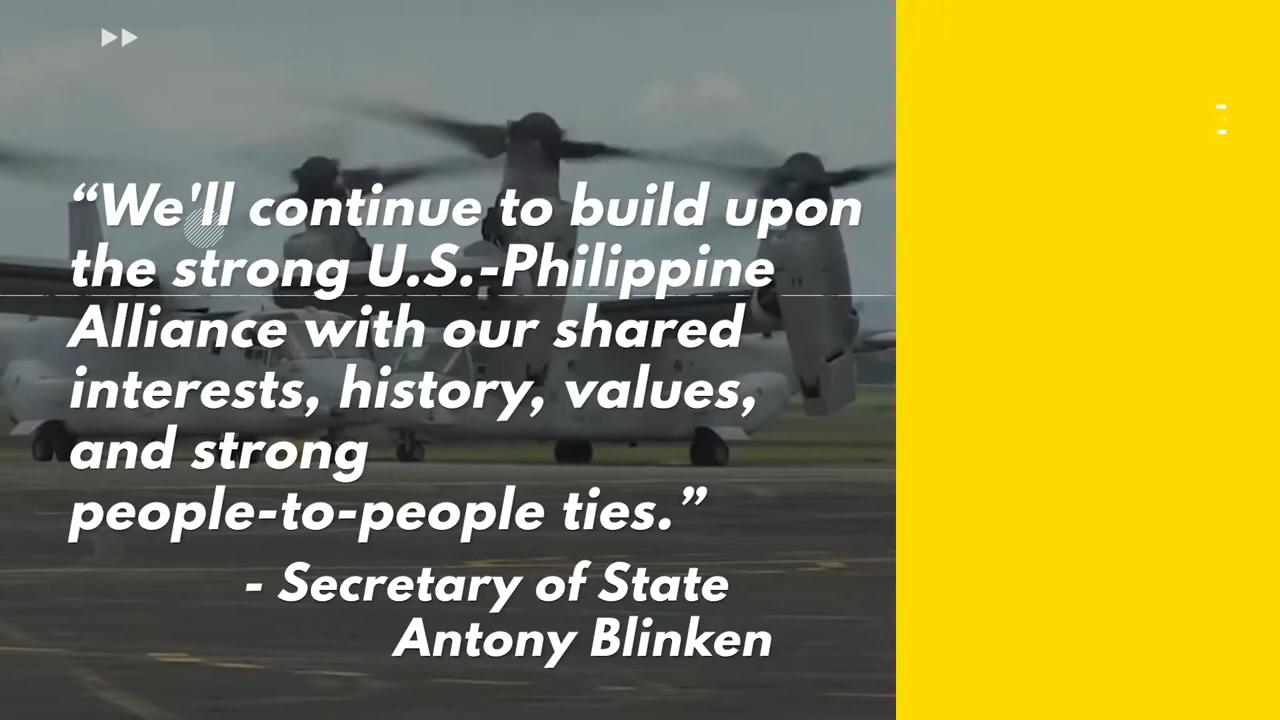 “We'll continue to build upon
the strong U.S.-Philippine
Alliance with our shared
interests, history, values,
and strong
people-to-people ties.”
- Secretary of State
Antony Blinken